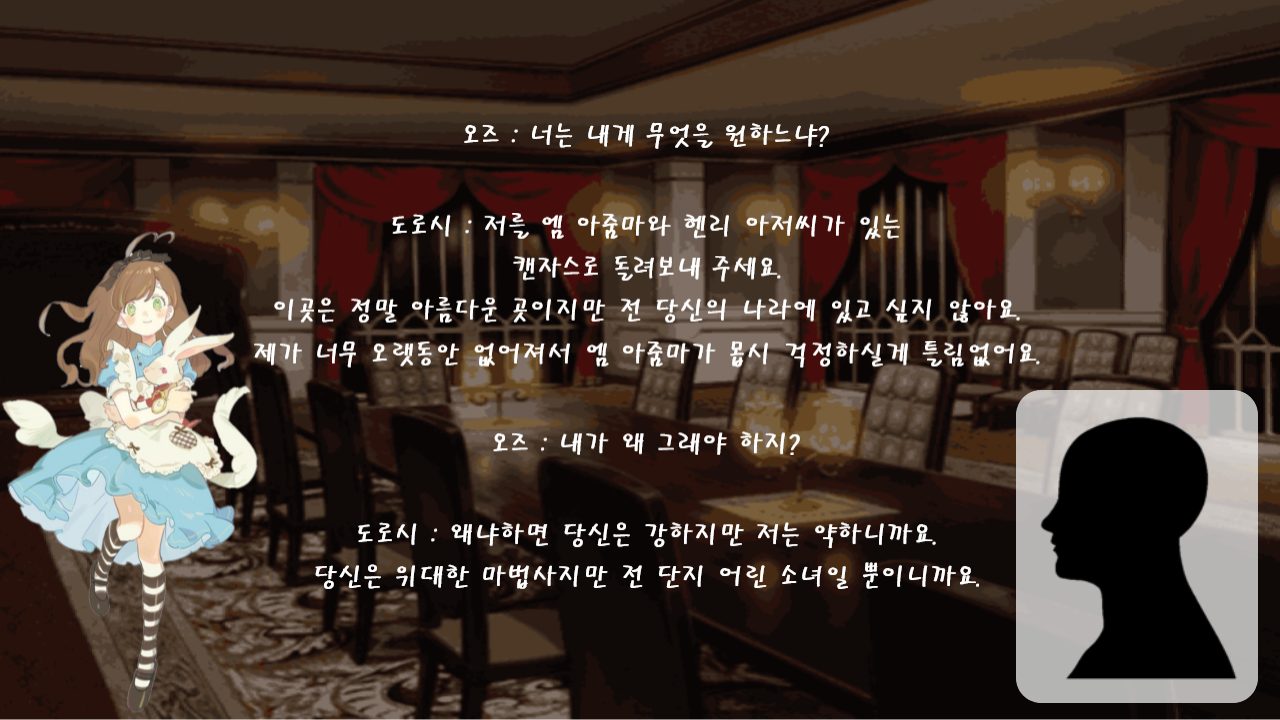 오즈 : 너는 내게 무엇을 원하느냐?
도로시 : 저를 엠 아줌마와 헨리 아저씨가 있는
캔자스로 돌려보내 주세요.
이곳은 정말 아름다운 곳이지만 전 당신의 나라에 있고 싶지 않아요.
제가 너무 오랫동안 없어져서 엠 아줌마가 몹시 걱정하실게 틀림없어요.
오즈 : 내가 왜 그래야 하지?
도로시 : 왜냐하면 당신은 강하지만 저는 약하니까요.
당신은 위대한 마법사지만 전 단지 어린 소녀일 뿐이니까요.